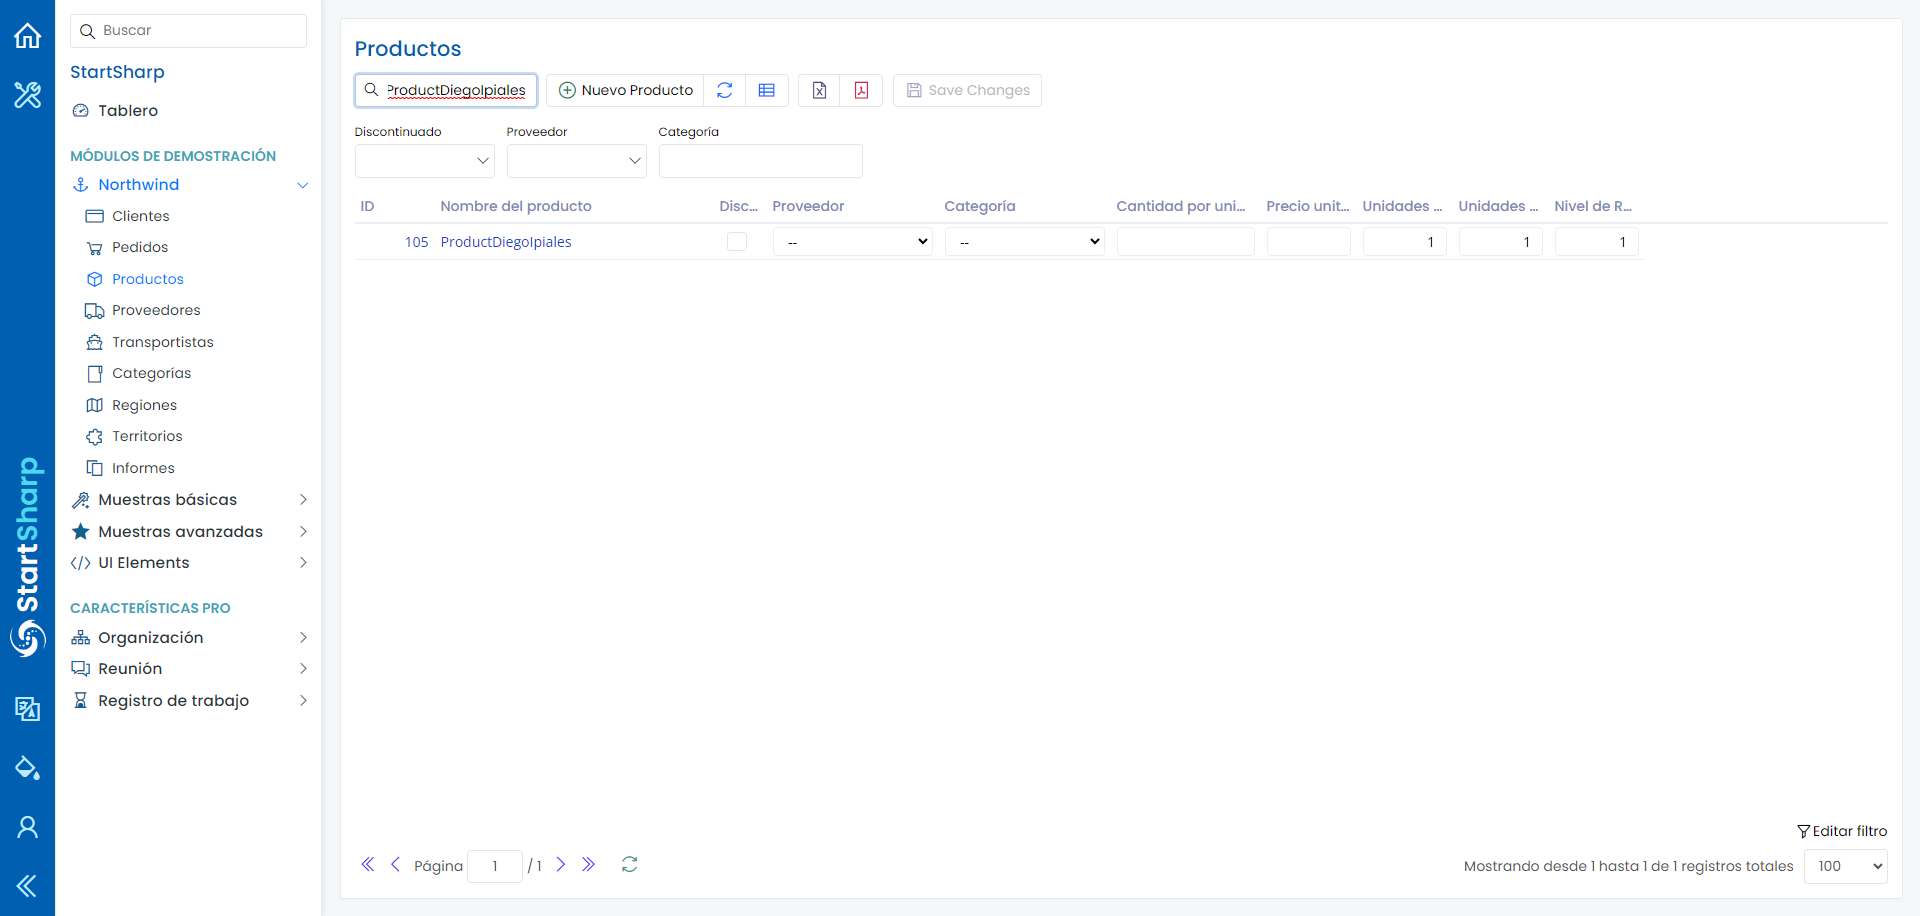 Buscar
StartSharp
Tablero
MÓDULOS DE DEMOSTRACIÓN
Northwind
Clientes
Pedidos
Productos
Proveedores
Transportistas
Categorías
Regiones
Territorios
Informes
Muestras básicas
Muestras avanzadas
UI Elements
CARACTERÍSTICAS PRO
Organización
Reunión
Registro de trabajo
StartSharp
Productos
ProductDiegoIpiales Nuevo Producto Save Changes
Discontinuado Proveedor Categoría
ID Nombre del producto Disc... Proveedor Categoría Cantidad por uni... Precio unit... Unidades ... Unidades ... Nivel de R...
105 ProductDiegoIpiales -- -- 1 1 1
Editar filtro
Página 1 / 1 Mostrando desde 1 hasta 1 de 1 registros totales 100